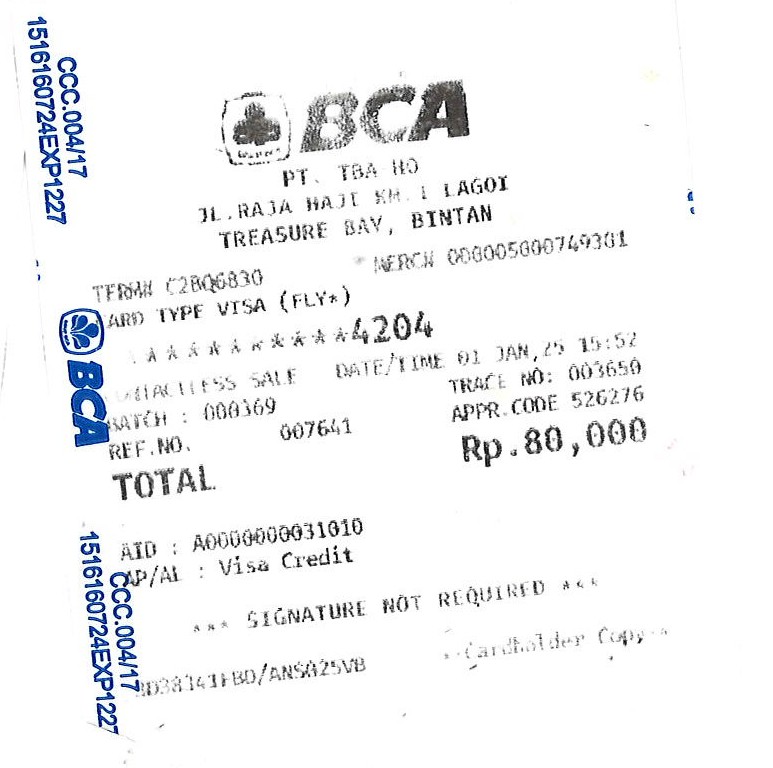 CCC.004/17
1516160724EXP1227
BCA
PT. TBA HO
JL.RAJA HAJI KM. 1 LAGOI
TREASURE BAY, BINTAN
TERM# C2BQ6830 MERC# 000005000749301
CARD TYPE VISA (FLY*)
************4204
CONTACTLESS SALE DATE/TIME 01 JAN,25 15:52
BATCH : 000369 TRACE NO: 003650
REF.NO. 007641 APPR.CODE 526276
TOTAL Rp.80,000
AID : A0000000031010
AP/AL : Visa Credit
*** SIGNATURE NOT REQUIRED ***
/ANSA25VB
**Cardholder Copy**
BCA
CCC.004/17
1516160724EXP1227